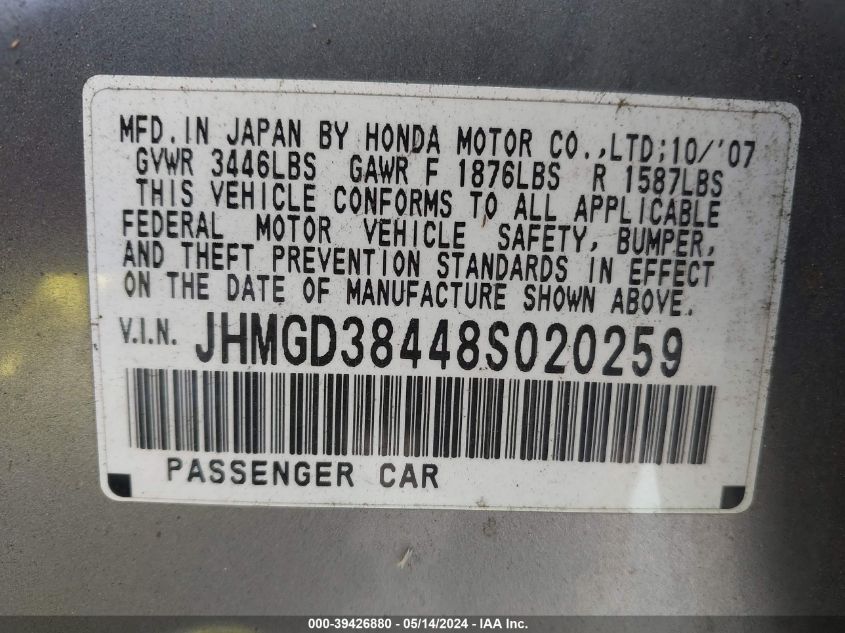 MFD. IN JAPAN BY HONDA MOTOR CO., LTD; 10/'07
GVWR 3446LBS GAWR F 1876LBS R 1587LBS
THIS VEHICLE CONFORMS TO ALL APPLICABLE
FEDERAL MOTOR VEHICLE SAFETY, BUMPER,
AND THEFT PREVENTION STANDARDS IN EFFECT
ON THE DATE OF MANUFACTURE SHOWN ABOVE.
V.I.N. JHMGD38448S020259
PASSENGER CAR
000-39426880 - 05/14/2024 - IAA Inc.